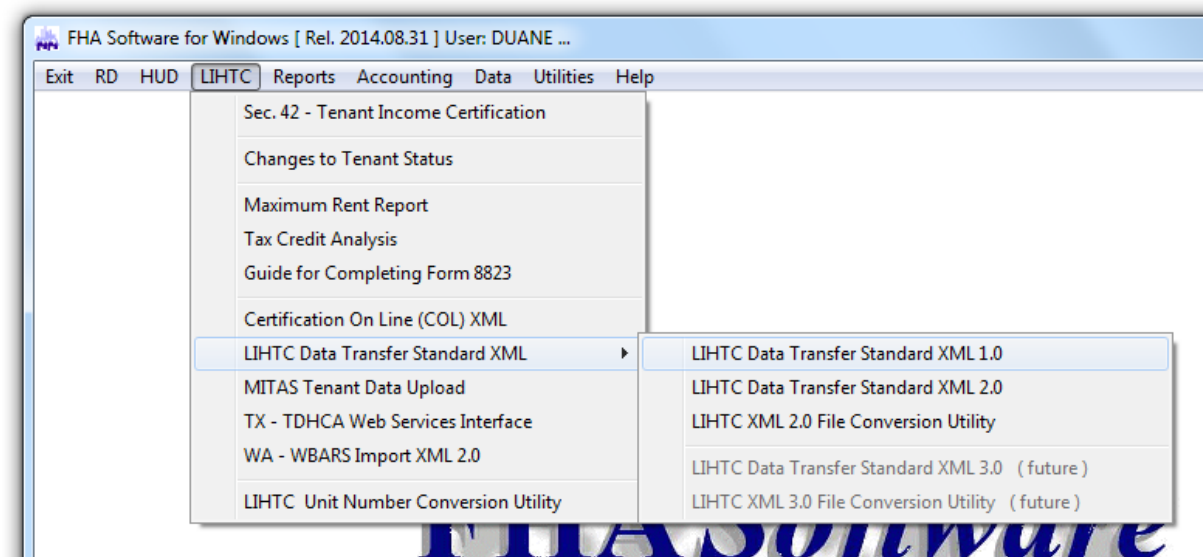 FHA Software for Windows [ Rel. 2014.08.31 ] User: DUANE ...
Exit RD HUD LIHTC Reports Accounting Data Utilities Help
Sec. 42 - Tenant Income Certification
Changes to Tenant Status
Maximum Rent Report
Tax Credit Analysis
Guide for Completing Form 8823
Certification On Line (COL) XML
LIHTC Data Transfer Standard XML
MITAS Tenant Data Upload
TX - TDHCA Web Services Interface
WA - WBARS Import XML 2.0
LIHTC Unit Number Conversion Utility
LIHTC Data Transfer Standard XML 1.0
LIHTC Data Transfer Standard XML 2.0
LIHTC XML 2.0 File Conversion Utility
LIHTC Data Transfer Standard XML 3.0 ( future )
LIHTC XML 3.0 File Conversion Utility ( future )
FHA Software